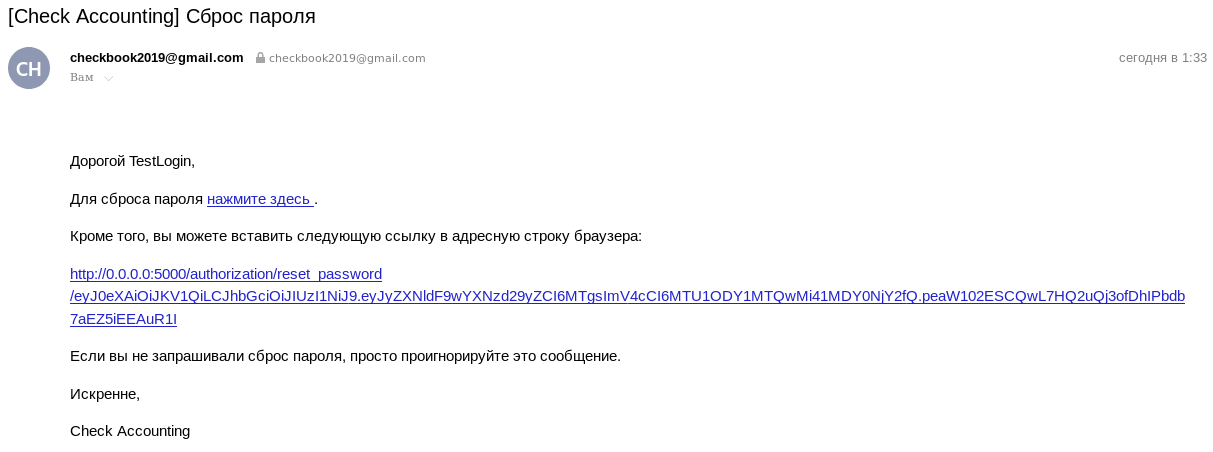 [Check Accounting] Сброс пароля
CH
checkbook2019@gmail.com checkbook2019@gmail.com
сегодня в 1:33
Вам
Дорогой TestLogin,
Для сброса пароля нажмите здесь .
Кроме того, вы можете вставить следующую ссылку в адресную строку браузера:
http://0.0.0.0:5000/authorization/reset_password
/eyJ0eXAiOiJKV1QiLCJhbGciOiJIUzI1NiJ9.eyJyZXNldF9wYXNzd29yZCI6MTgsImV4cCI6MTU1ODY1MTQwMi41MDY0NjY2fQ.peaW102ESCQwL7HQ2uQj3ofDhIPbdb
7aEZ5iEEAuR1I
Если вы не запрашивали сброс пароля, просто проигнорируйте это сообщение.
Искренне,
Check Accounting